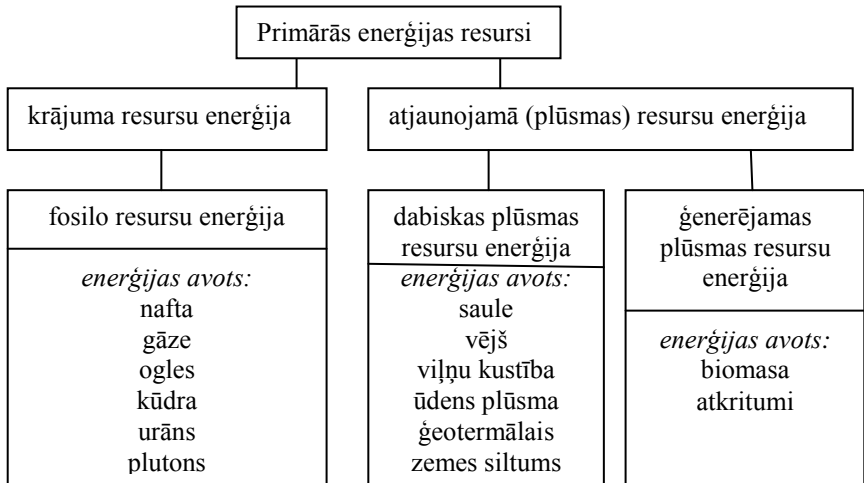 Primārās enerģijas resursi
krājuma resursu enerģija
atjaunojamā (plūsmas) resursu enerģija
fosilo resursu enerģija
enerģijas avots:
nafta
gāze
ogles
kūdra
urāns
plutons
dabiskas plūsmas
resursu enerģija
enerģijas avots:
saule
vējš
viļņu kustība
ūdens plūsma
ģeotermālais
zemes siltums
ģenerējamas
plūsmas resursu
enerģija
enerģijas avots:
biomasa
atkritumi